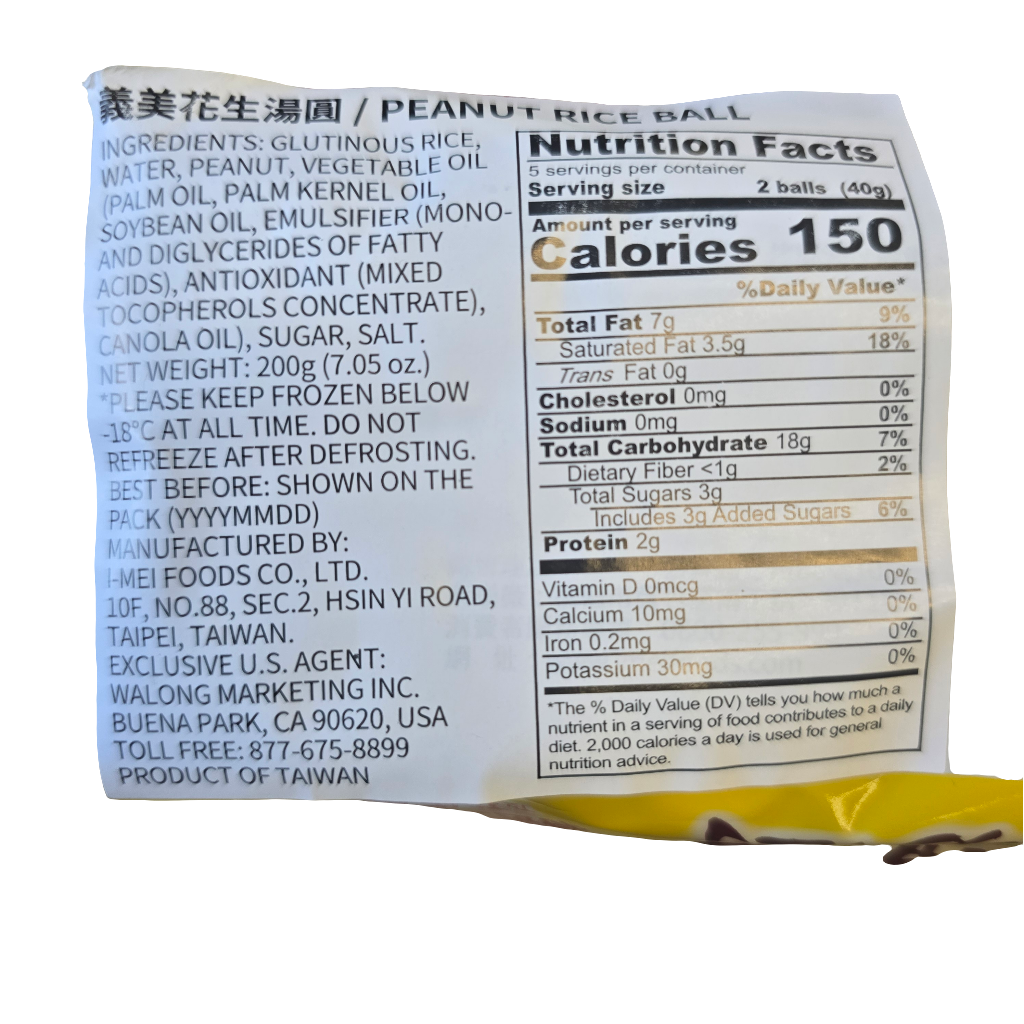 義美花生湯圓 / PEANUT RICE BALL
INGREDIENTS: GLUTINOUS RICE,
WATER, PEANUT, VEGETABLE OIL
(PALM OIL, PALM KERNEL OIL,
SOYBEAN OIL, EMULSIFIER (MONO-
AND DIGLYCERIDES OF FATTY
ACIDS), ANTIOXIDANT (MIXED
TOCOPHEROLS CONCENTRATE),
CANOLA OIL), SUGAR, SALT.
NET WEIGHT: 200g (7.05 oz.)
*PLEASE KEEP FROZEN BELOW
-18°C AT ALL TIME. DO NOT
REFREEZE AFTER DEFROSTING.
BEST BEFORE: SHOWN ON THE
PACK (YYYYMMDD)
MANUFACTURED BY:
I-MEI FOODS CO., LTD.
10F, NO.88, SEC.2, HSIN YI ROAD,
TAIPEI, TAIWAN.
EXCLUSIVE U.S. AGENT:
WALONG MARKETING INC.
BUENA PARK, CA 90620, USA
TOLL FREE: 877-675-8899
PRODUCT OF TAIWAN
Nutrition Facts
5 servings per container
Serving size 2 balls (40g)
Amount per serving
Calories 150
%Daily Value*
Total Fat 7g 9%
Saturated Fat 3.5g 18%
Trans Fat 0g
Cholesterol 0mg 0%
Sodium 0mg 0%
Total Carbohydrate 18g 7%
Dietary Fiber <1g 2%
Total Sugars 3g
Includes 3g Added Sugars 6%
Protein 2g
Vitamin D 0mcg 0%
Calcium 10mg 0%
Iron 0.2mg 0%
Potassium 30mg 0%
*The % Daily Value (DV) tells you how much a
nutrient in a serving of food contributes to a daily
diet. 2,000 calories a day is used for general
nutrition advice.